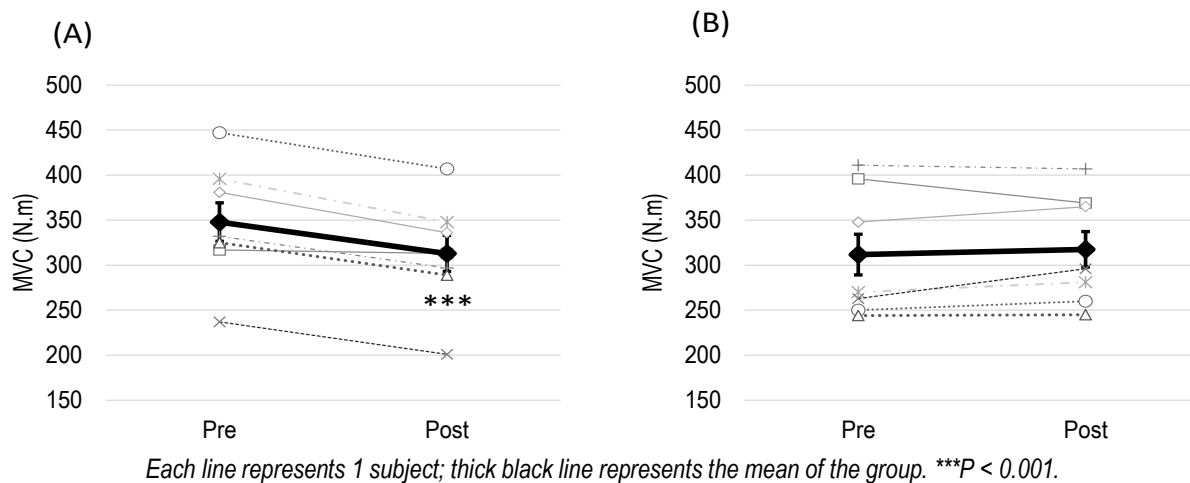 (A)
500
450
400
350
300
250
200
150
MVC (N.m)
***
Pre Post
(B)
500
450
400
350
300
250
200
150
MVC (N.m)
Pre Post
Each line represents 1 subject; thick black line represents the mean of the group. ***P < 0.001.